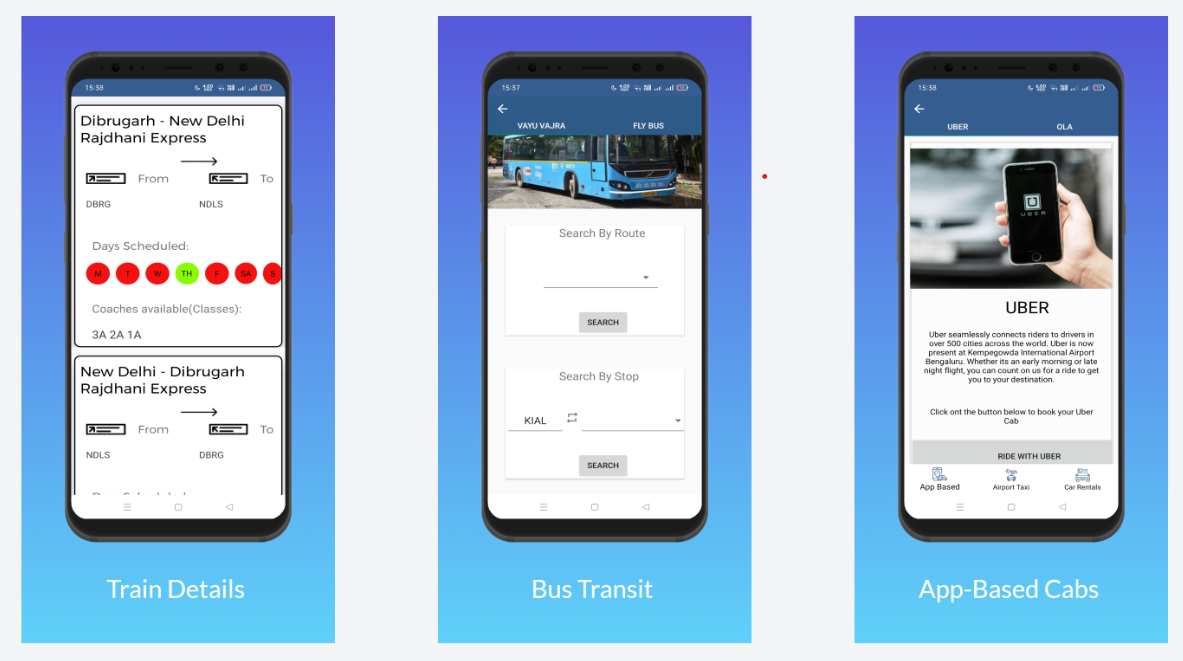 15:38
Dibrugarh - New Delhi
Rajdhani Express
From To
DBRG NDLS
Days Scheduled:
M T W TH F SA S
Coaches available(Classes):
3A 2A 1A
New Delhi - Dibrugarh
Rajdhani Express
From To
NDLS DBRG
Train Details
15:37
VAYU VAJRA FLY BUS
Search By Route
SEARCH
Search By Stop
KIAL
SEARCH
Bus Transit
15:38
UBER OLA
U
UBER
UBER
Uber seamlessly connects riders to drivers in
over 500 cities across the world. Uber is now
present at Kempegowda International Airport
Bengaluru. Whether its an early morning or late
night flight, you can count on us for a ride to get
you to your destination.
Click ont the button below to book your Uber
Cab
RIDE WITH UBER
App Based Airport Taxi Car Rentals
App-Based Cabs